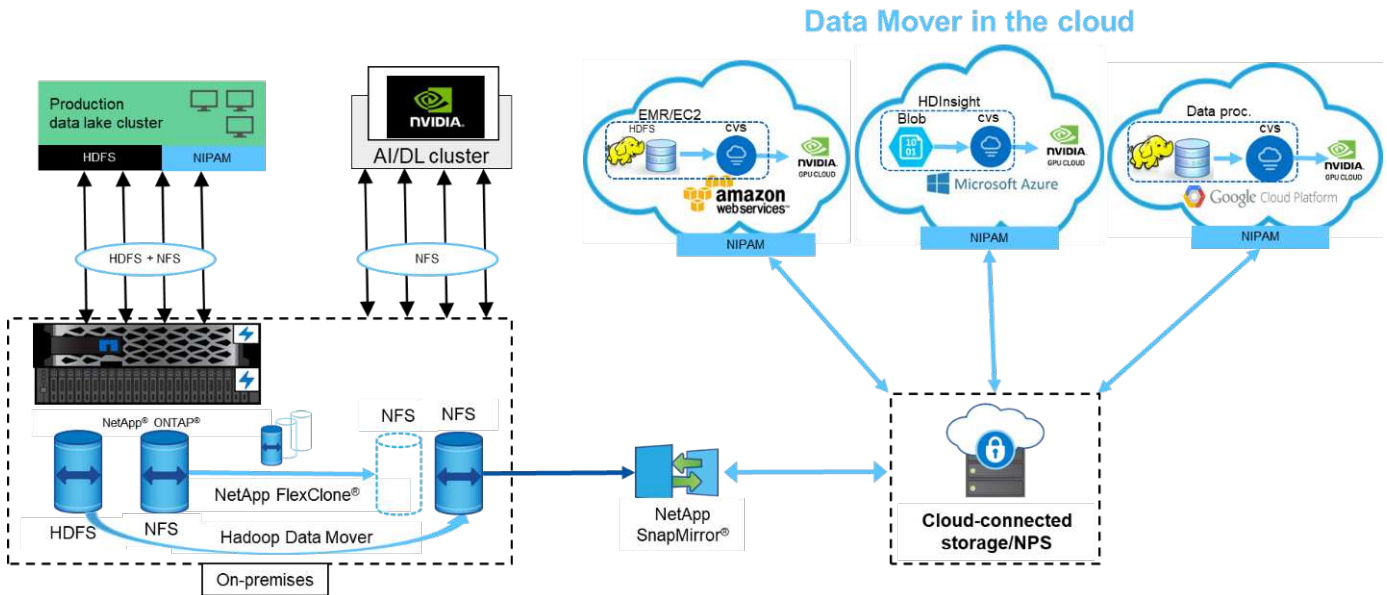 Data Mover in the cloud
Production
data lake cluster
HDFS
NIPAM
NVIDIA.
AI/DL cluster
EMR/EC2
HDFS
CVS
NVIDIA.
GPU CLOUD
amazon
webservices™
NIPAM
HDInsight
Blob
10
01
CVS
NVIDIA.
GPU CLOUD
Microsoft Azure
NIPAM
Data proc.
CVS
NVIDIA.
GPU CLOUD
Google Cloud Platform
NIPAM
HDFS + NFS
NFS
NetApp® ONTAP®
NFS
NFS
NetApp FlexClone®
HDFS
NFS
Hadoop Data Mover
On-premises
NetApp
SnapMirror®
Cloud-connected
storage/NPS